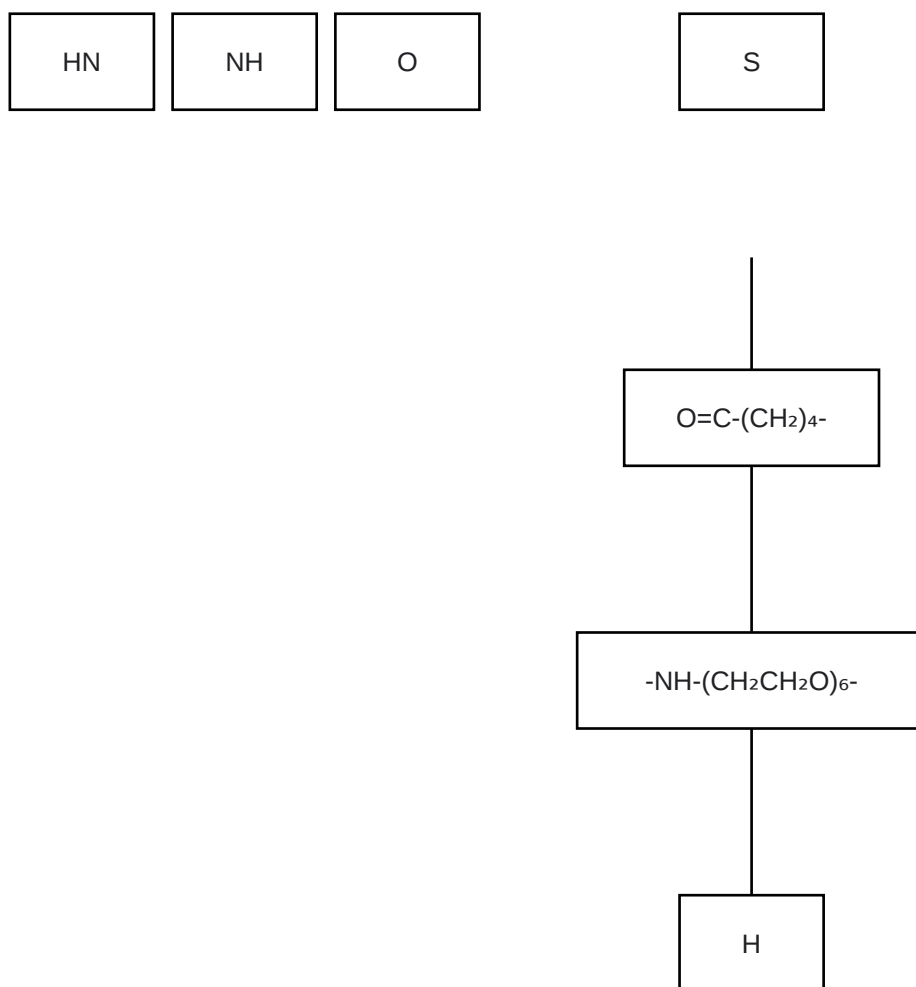 HN NH O S
O=C-(CH₂)₄-
-NH-(CH₂CH₂O)₆-
H